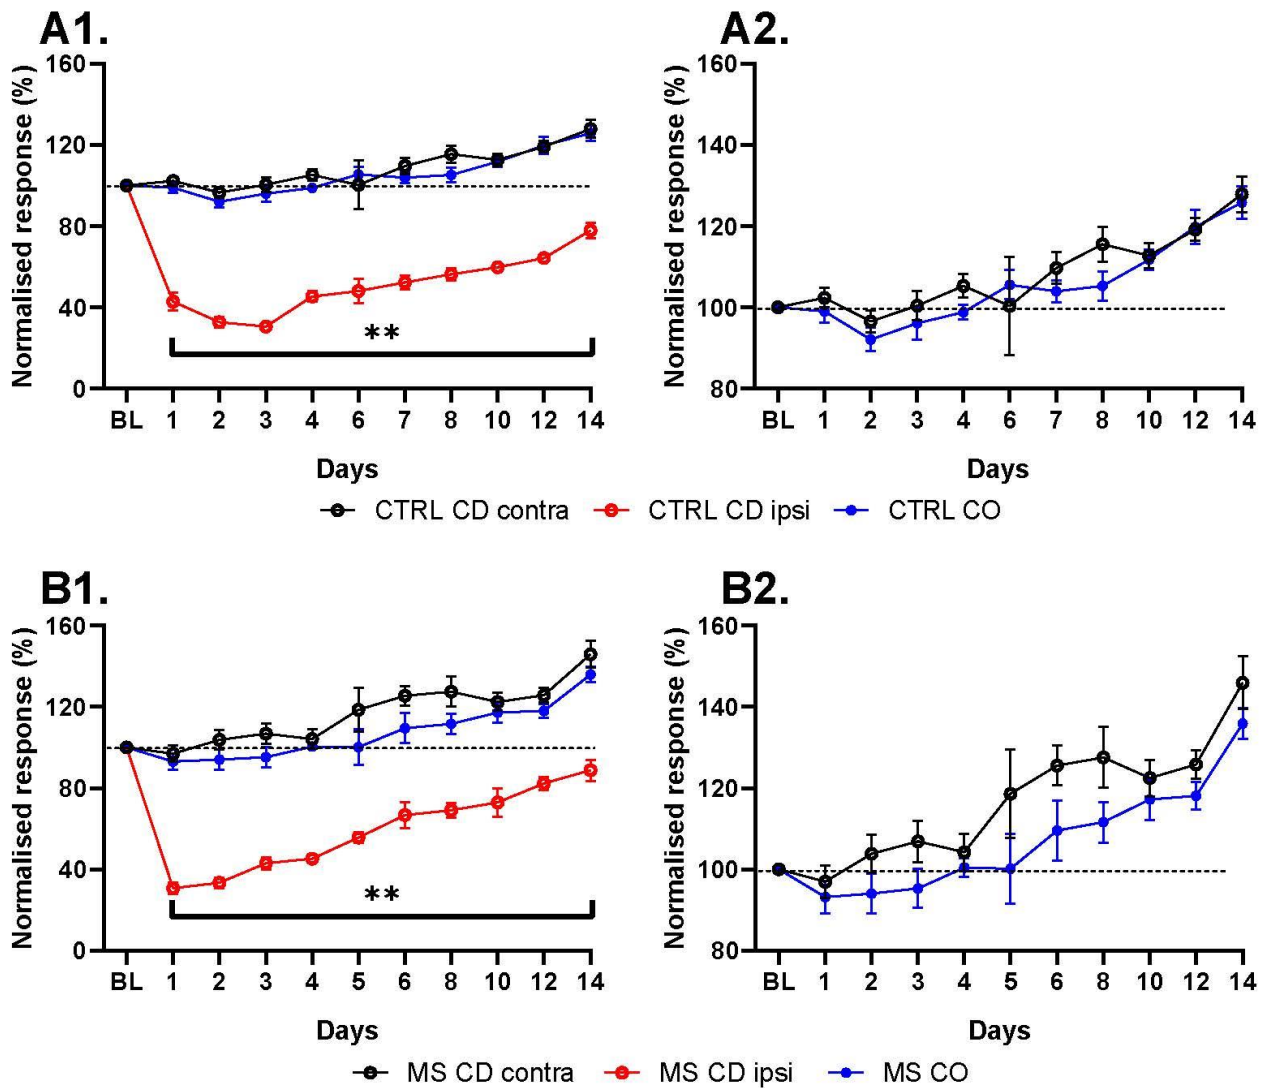 A1.
Normalised response (%)
160
120
80
40
0
**
BL 1 2 3 4 6 7 8 10 12 14
Days
A2.
Normalised response (%)
160
140
120
100
80
BL 1 2 3 4 6 7 8 10 12 14
Days
CTRL CD contra CTRL CD ipsi CTRL CO
B1.
Normalised response (%)
160
120
80
40
0
**
BL 1 2 3 4 5 6 8 10 12 14
Days
B2.
Normalised response (%)
160
140
120
100
80
BL 1 2 3 4 5 6 8 10 12 14
Days
MS CD contra MS CD ipsi MS CO